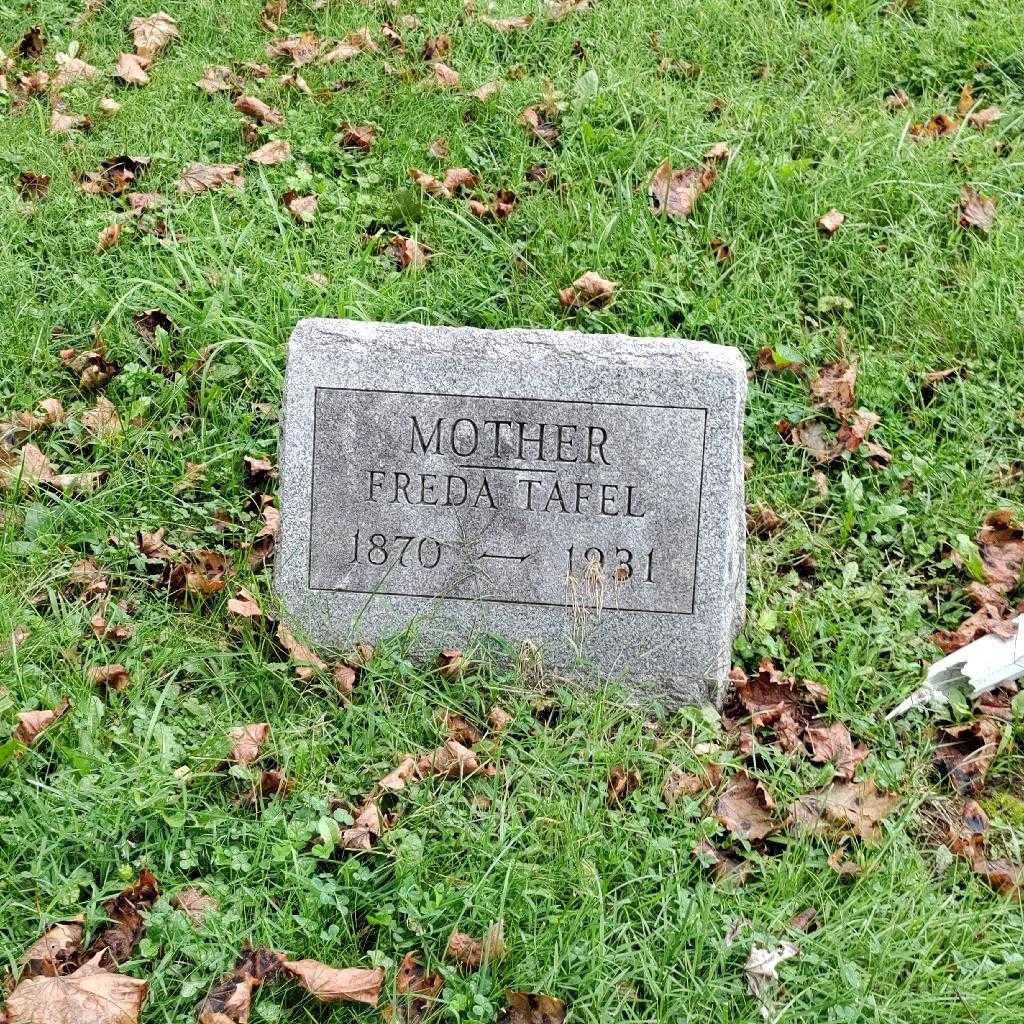 MOTHER
FREDA TAFEL
1870 — 1931